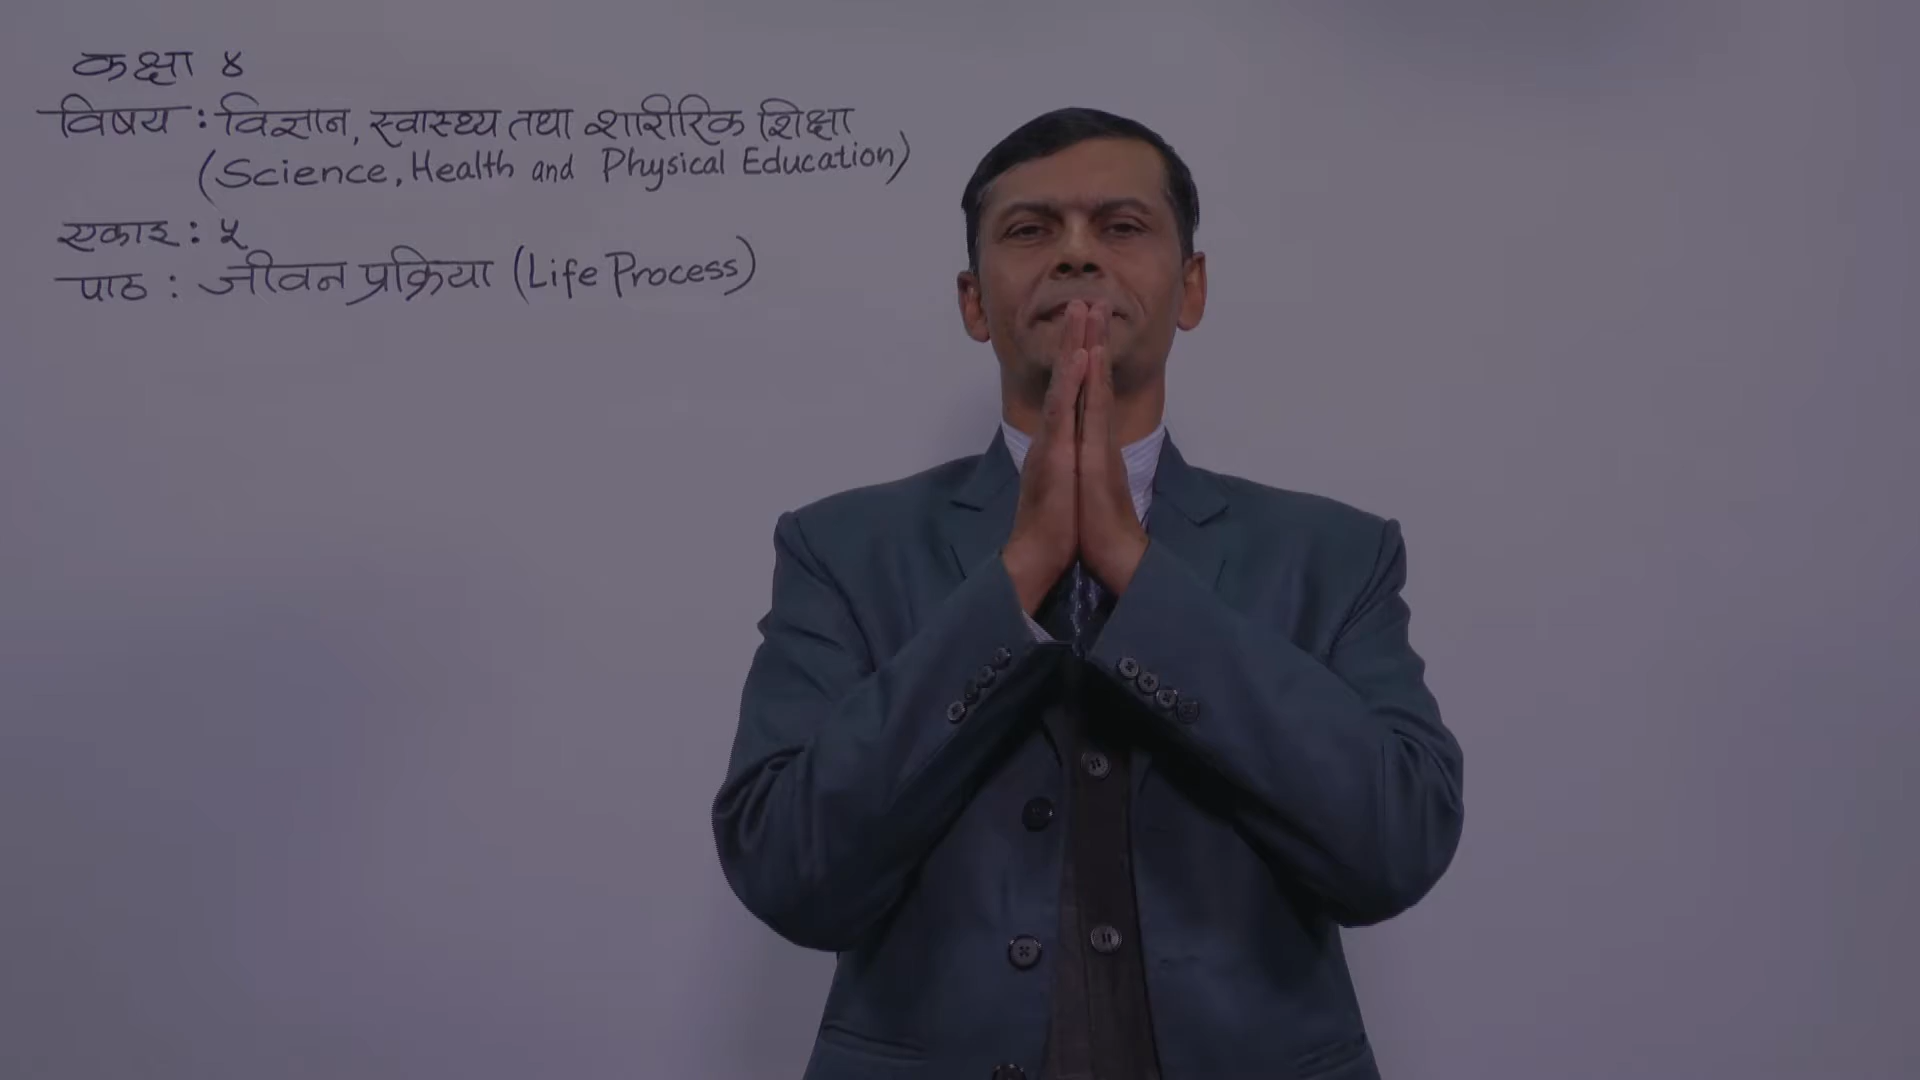 कक्षा ४
विषय : विज्ञान, स्वास्थ्य तथा शारीरिक शिक्षा
(Science, Health and Physical Education)
एकाइ : ५
पाठ : जीवन प्रक्रिया (Life Process)